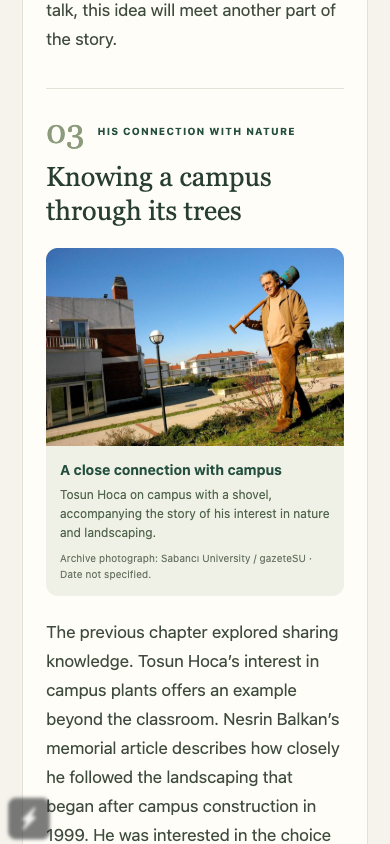 talk, this idea will meet another part of
the story.
03 HIS CONNECTION WITH NATURE
Knowing a campus
through its trees
A close connection with campus
Tosun Hoca on campus with a shovel,
accompanying the story of his interest in nature
and landscaping.
Archive photograph: Sabancı University / gazeteSU ·
Date not specified.
The previous chapter explored sharing
knowledge. Tosun Hoca’s interest in
campus plants offers an example
beyond the classroom. Nesrin Balkan’s
memorial article describes how closely
he followed the landscaping that
began after campus construction in
1999. He was interested in the choice